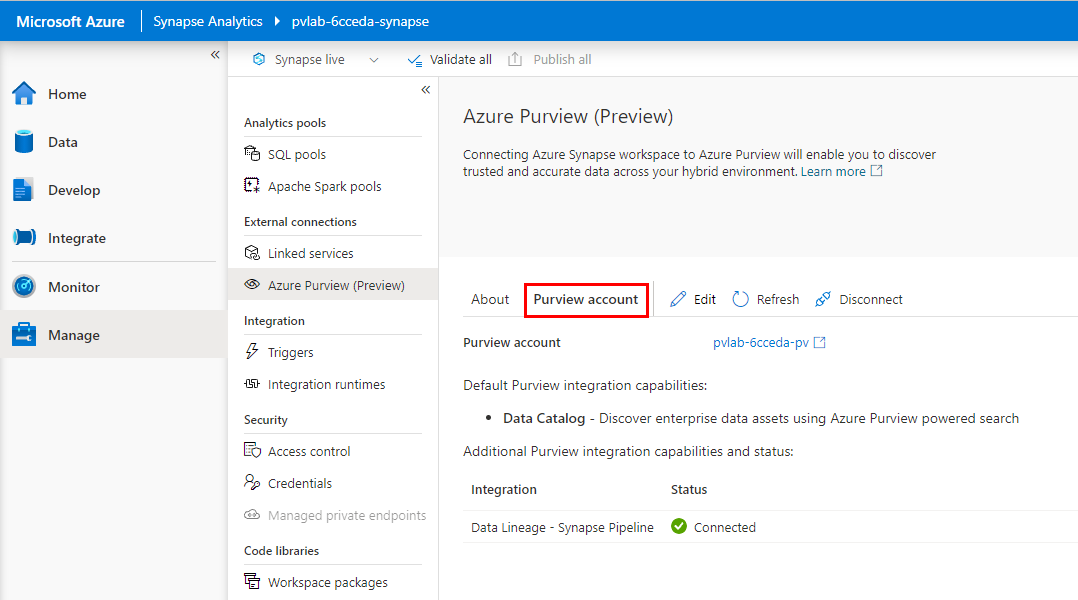 Microsoft Azure
Synapse Analytics
pvlab-6cceda-synapse
Home
Data
Develop
Integrate
Monitor
Manage
Synapse live
Validate all
Publish all
Analytics pools
SQL pools
Apache Spark pools
External connections
Linked services
Azure Purview (Preview)
Integration
Triggers
Integration runtimes
Security
Access control
Credentials
Managed private endpoints
Code libraries
Workspace packages
Azure Purview (Preview)
Connecting Azure Synapse workspace to Azure Purview will enable you to discover
trusted and accurate data across your hybrid environment. Learn more
About
Purview account
Edit
Refresh
Disconnect
Purview account
pvlab-6cceda-pv
Default Purview integration capabilities:
• Data Catalog - Discover enterprise data assets using Azure Purview powered search
Additional Purview integration capabilities and status:
Integration
Status
Data Lineage - Synapse Pipeline
Connected